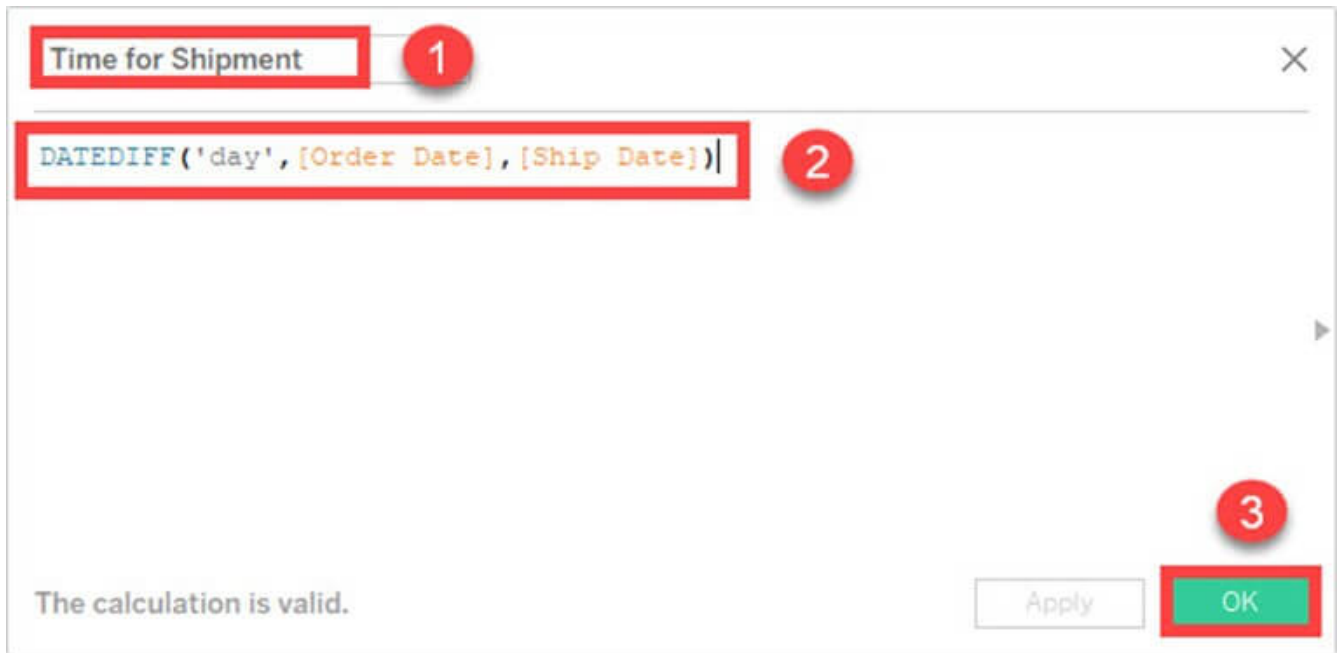 Time for Shipment 1
DATEDIFF('day',[Order Date],[Ship Date]) 2
3
The calculation is valid. Apply OK